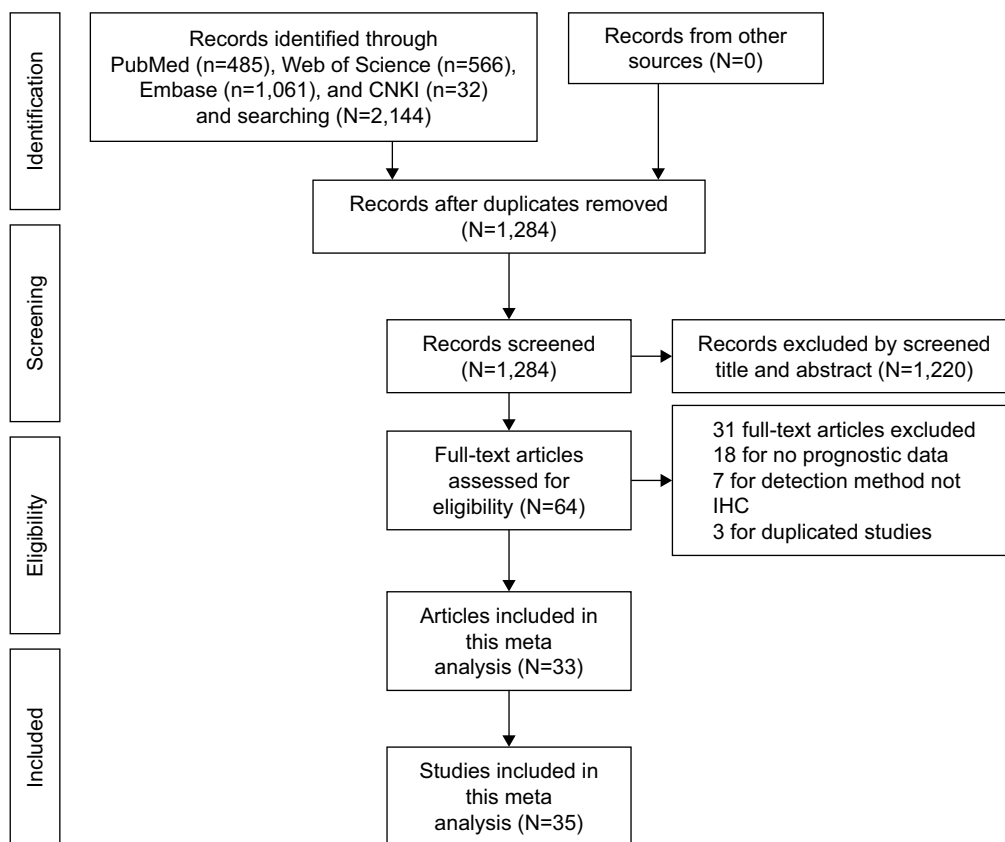 Identification
Records identified through
PubMed (n=485), Web of Science (n=566),
Embase (n=1,061), and CNKI (n=32)
and searching (N=2,144)
Records from other
sources (N=0)
Records after duplicates removed
(N=1,284)
Screening
Records screened
(N=1,284)
Records excluded by screened
title and abstract (N=1,220)
Eligibility
Full-text articles
assessed for
eligibility (N=64)
31 full-text articles excluded
18 for no prognostic data
7 for detection method not
IHC
3 for duplicated studies
Articles included in
this meta
analysis (N=33)
Included
Studies included in
this meta
analysis (N=35)